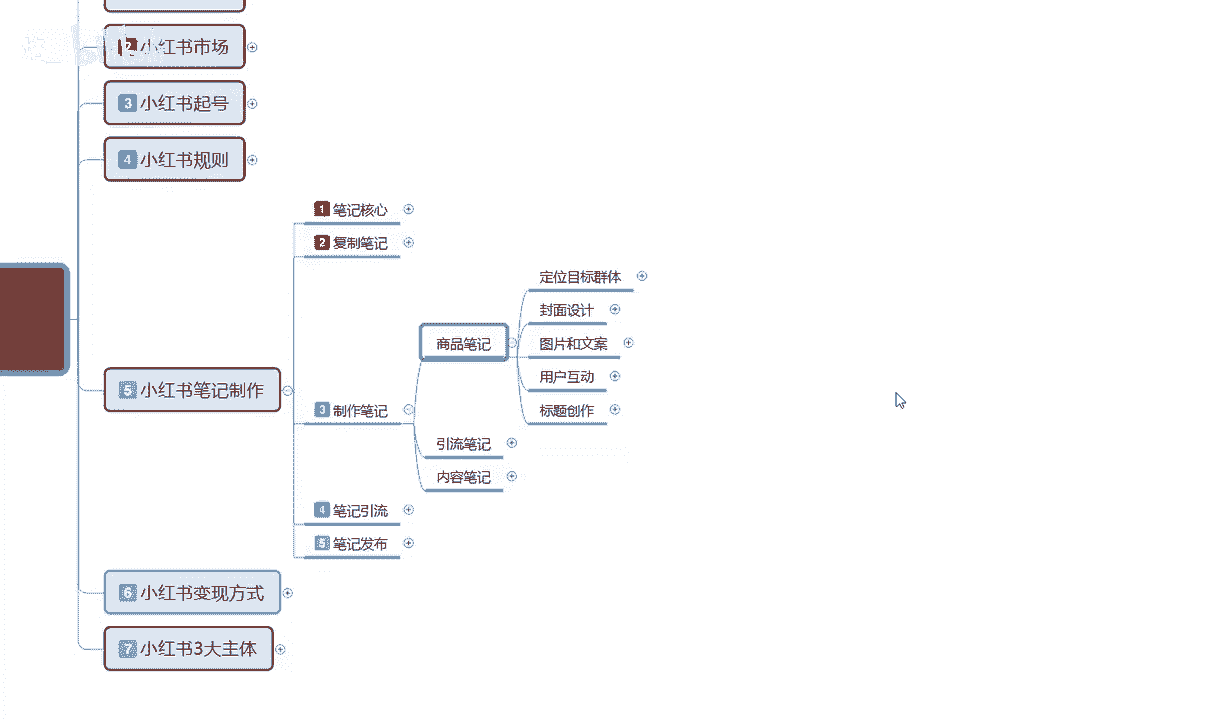 2 小红书市场
3 小红书起号
4 小红书规则
5 小红书笔记制作
1 笔记核心
2 复制笔记
3 制作笔记
商品笔记
定位目标群体
封面设计
图片和文案
用户互动
标题创作
引流笔记
内容笔记
4 笔记引流
5 笔记发布
6 小红书变现方式
7 小红书3大主体